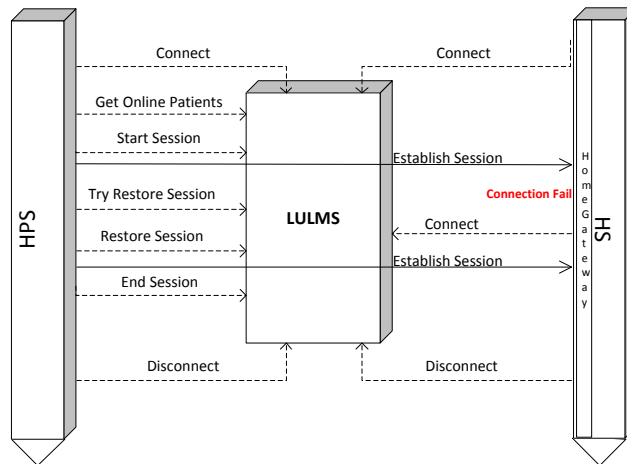 Connect
Connect
Get Online Patients
Start Session
Establish Session
Connection Fail
Try Restore Session
HPS
LULMS
HS
HomeGateway
Connect
Restore Session
Establish Session
End Session
Disconnect
Disconnect